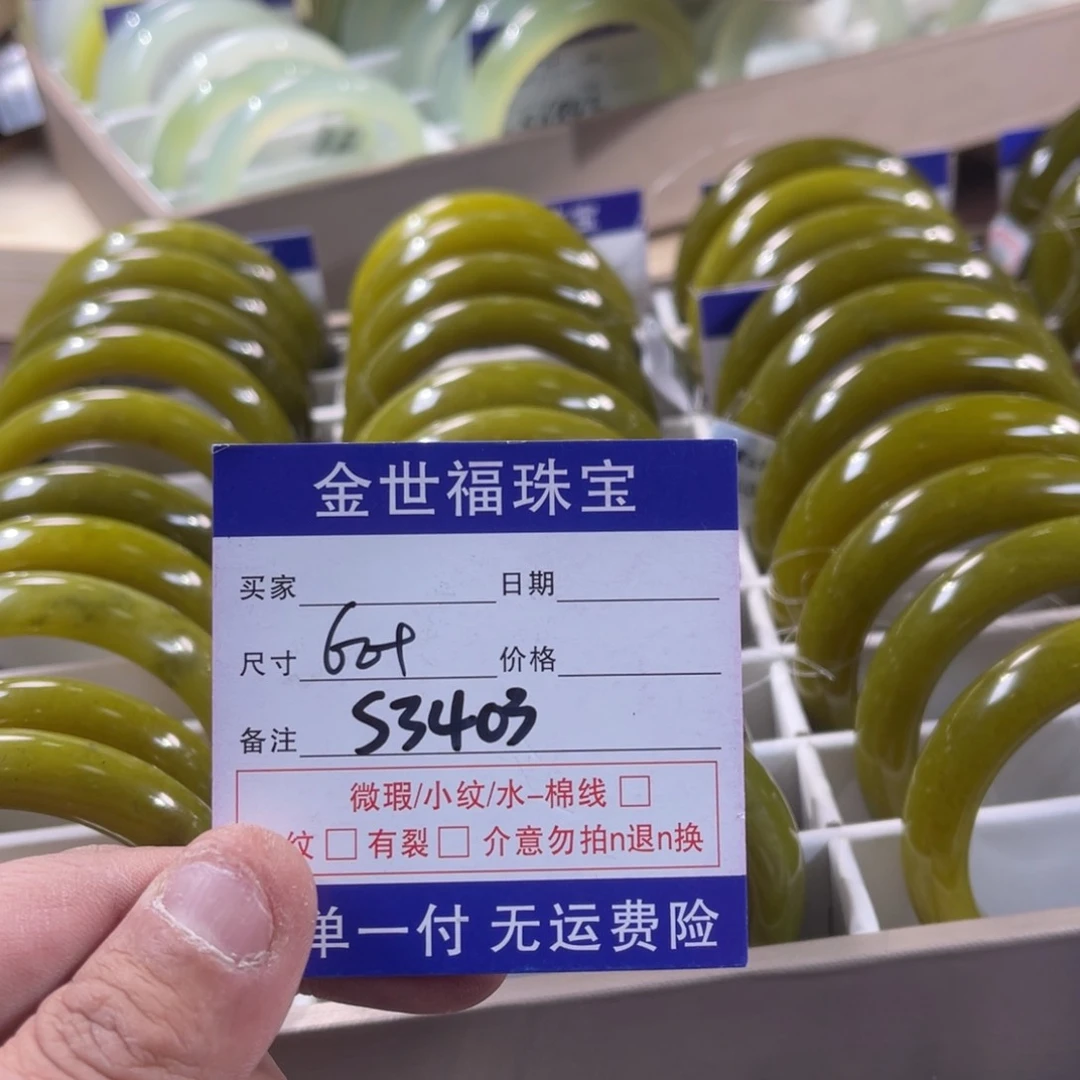 金世福珠宝
买家 日期
尺寸 60+ 价格
备注 S3403
微瑕/小纹/水-棉线 □
纹 □ 有裂 □ 介意勿拍n退n换
单一付 无运费险
宝